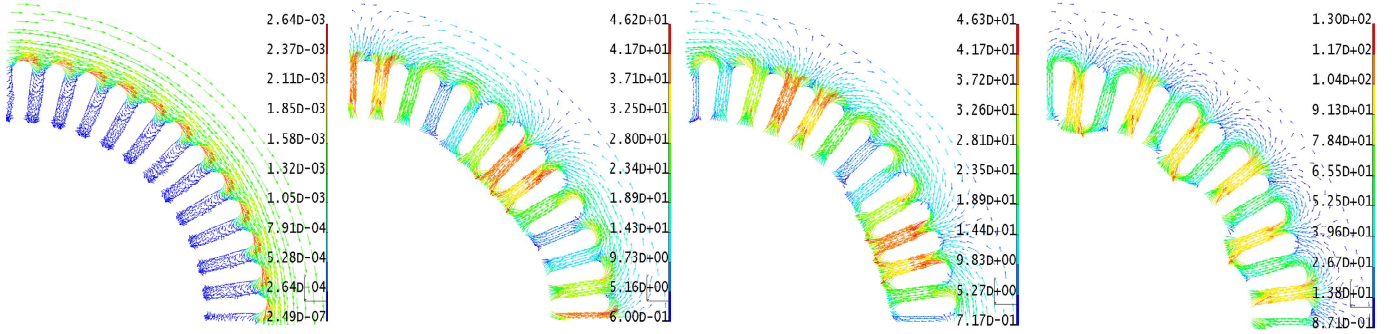 2.64D-03
2.37D-03
2.11D-03
1.85D-03
1.58D-03
1.32D-03
1.05D-03
7.91D-04
5.28D-04
2.64D-04
2.49D-07
4.62D+01
4.17D+01
3.71D+01
3.25D+01
2.80D+01
2.34D+01
1.89D+01
1.43D+01
9.73D+00
5.16D+00
6.00D-01
4.63D+01
4.17D+01
3.72D+01
3.26D+01
2.81D+01
2.35D+01
1.89D+01
1.44D+01
9.83D+00
5.27D+00
7.17D-01
1.30D+02
1.17D+02
1.04D+02
9.13D+01
7.84D+01
6.55D+01
5.25D+01
3.96D+01
2.67D+01
1.38D+01
8.71D-01